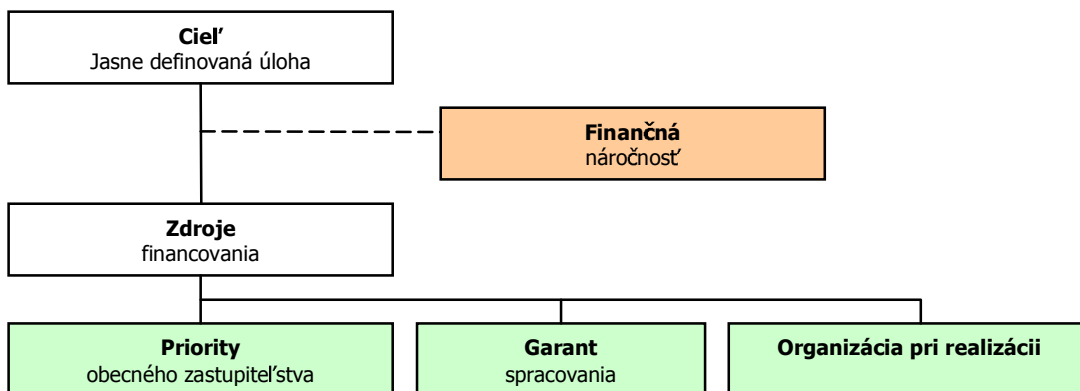 Cieľ
Jasne definovaná úloha
Finančná
náročnosť
Zdroje
financovania
Priority
obecného zastupiteľstva
Garant
spracovania
Organizácia pri realizácii